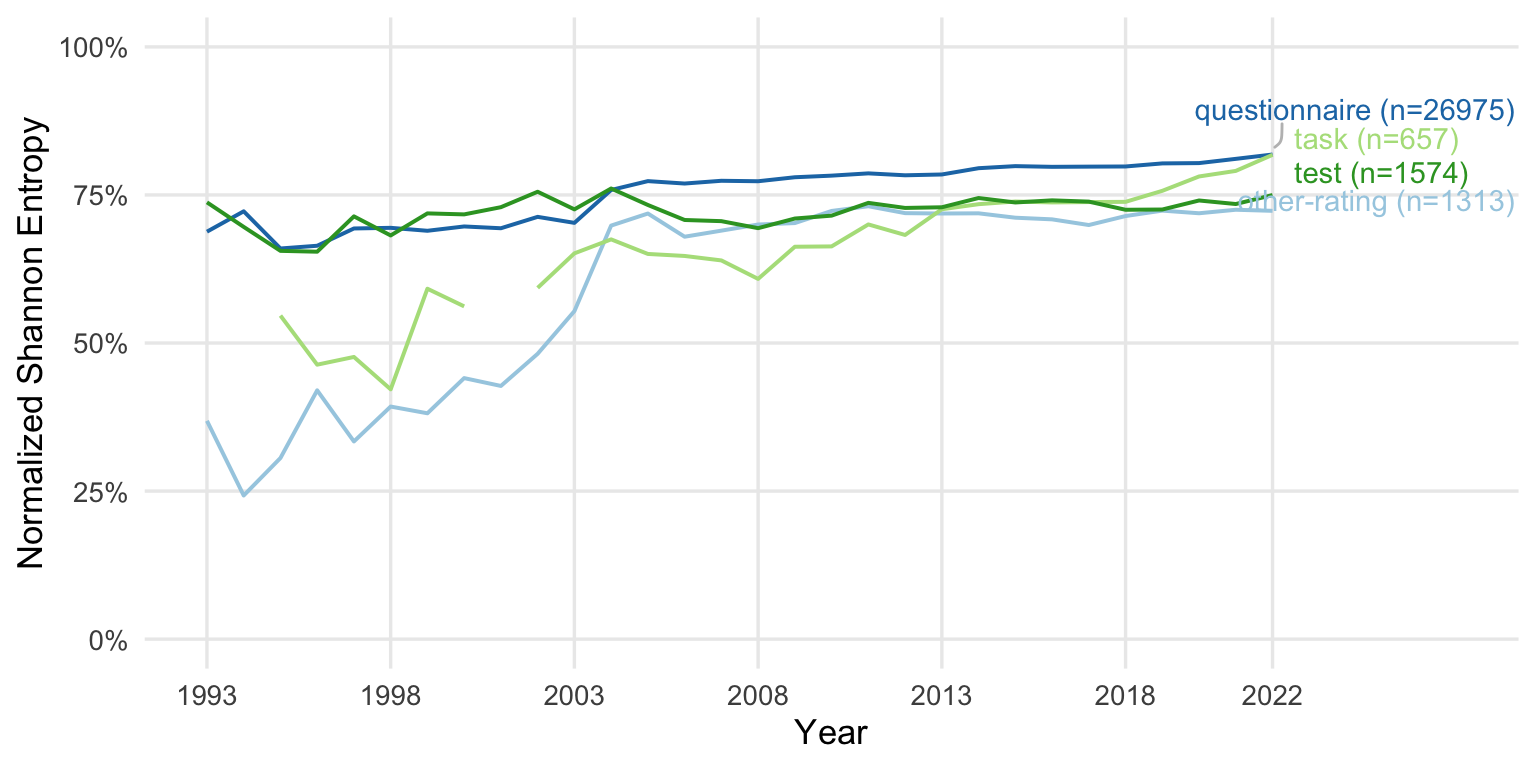 100%
75%
50%
25%
0%
Normalized Shannon Entropy
questionnaire (n=26975)
task (n=657)
test (n=1574)
other-rating (n=1313)
1993 1998 2003 2008 2013 2018 2022
Year